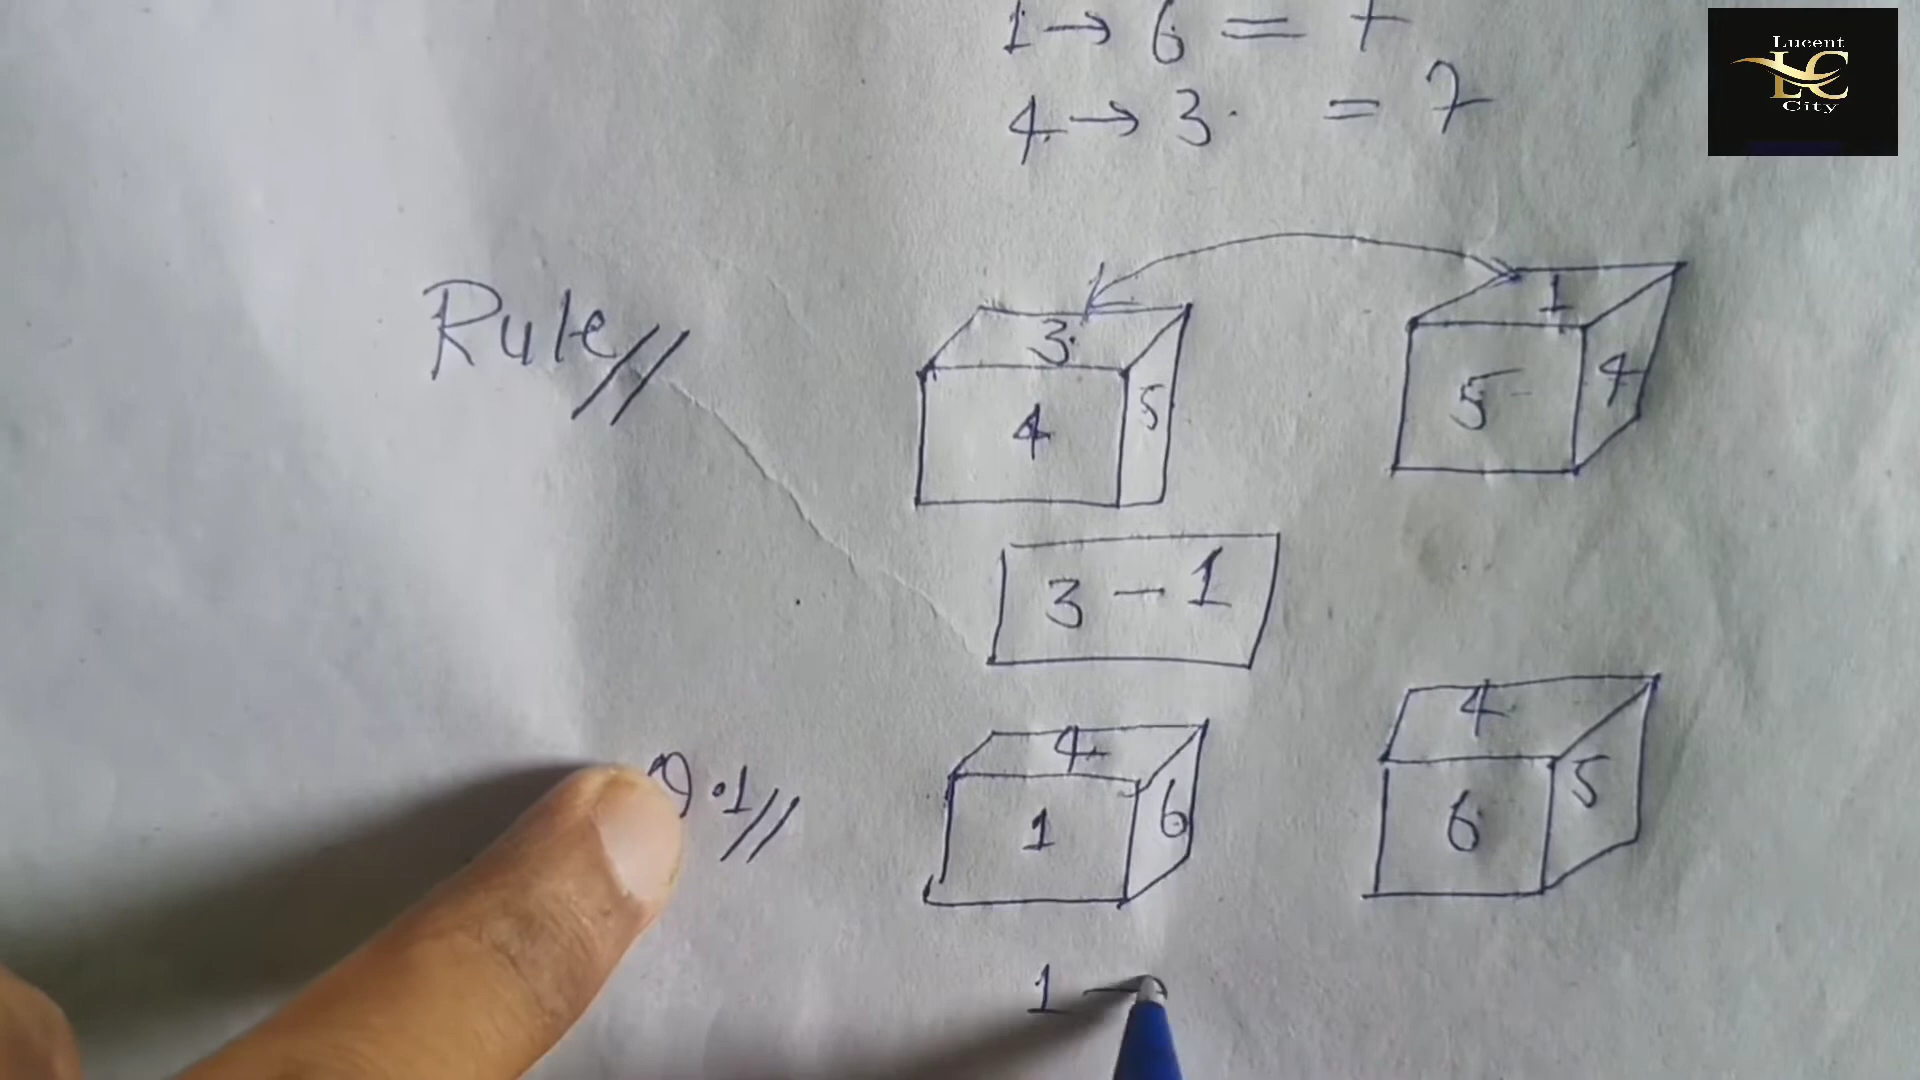 1 → 6 = 7
4 → 3 = 7
Lucent
LC
City
Rule//
3
4
5
1
5
4
3 - 1
Q.1//
4
1
6
4
6
5
1 →